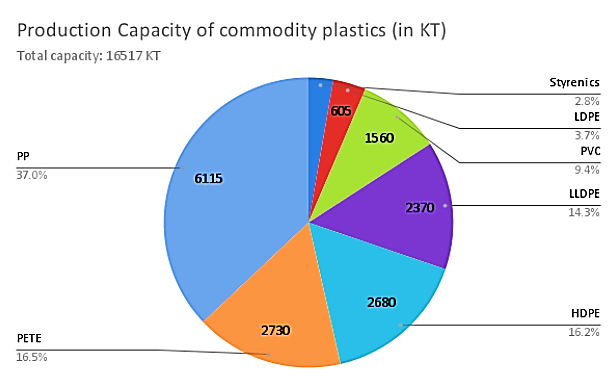 Production Capacity of commodity plastics (in KT)
Total capacity: 16517 KT
Styrenics
2.8%
LDPE
3.7%
PVC
9.4%
LLDPE
14.3%
HDPE
16.2%
PETE
16.5%
PP
37.0%
605
1560
2370
2680
2730
6115